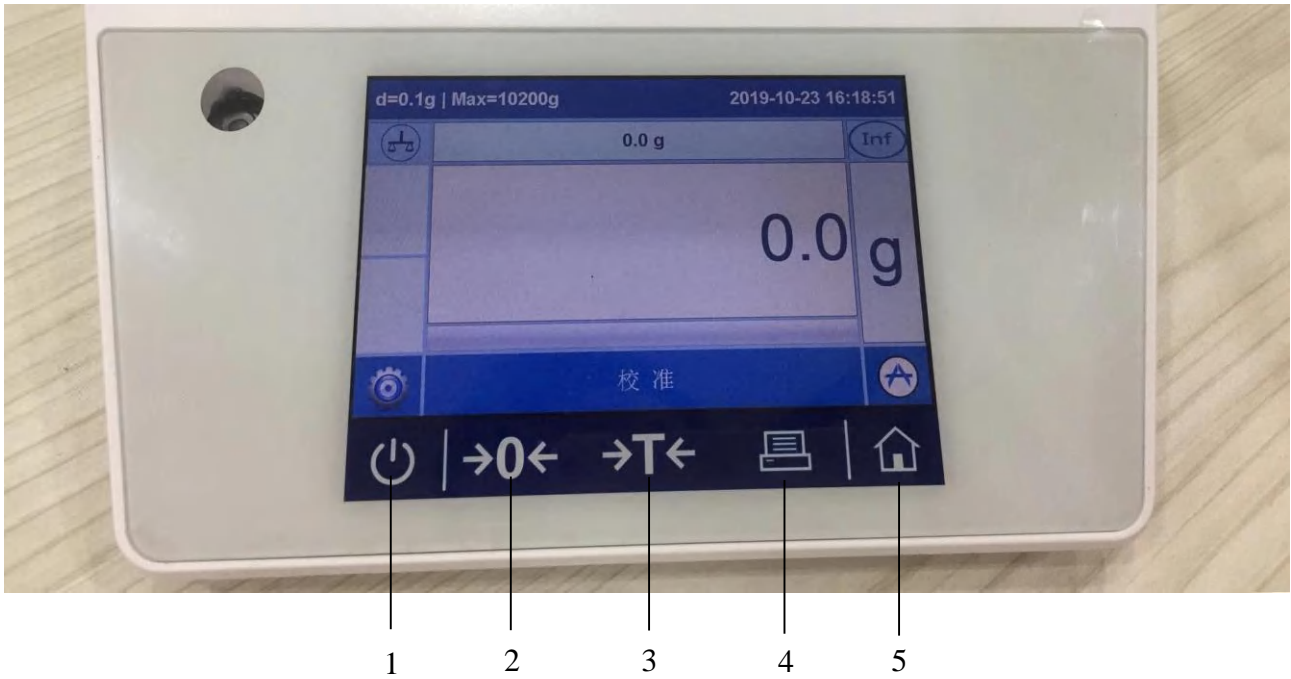 d=0.1g | Max=10200g 2019-10-23 16:18:51
0.0 g Inf
0.0 g
校准
→0← →T←
1 2 3 4 5